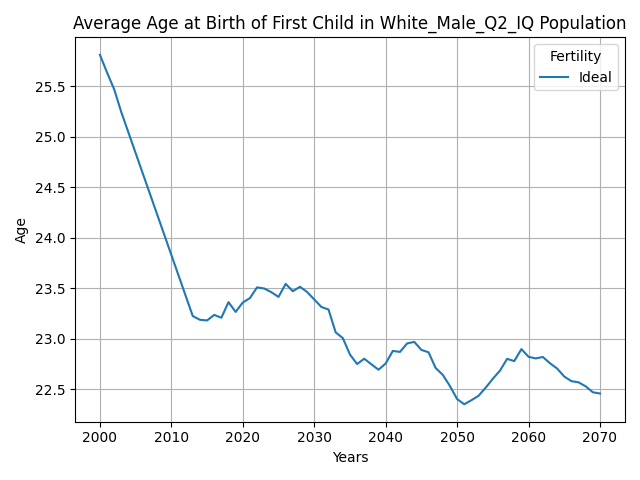 Average Age at Birth of First Child in White_Male_Q2_IQ Population
Fertility
Ideal
25.5
25.0
24.5
24.0
23.5
23.0
22.5
Age
2000 2010 2020 2030 2040 2050 2060 2070
Years